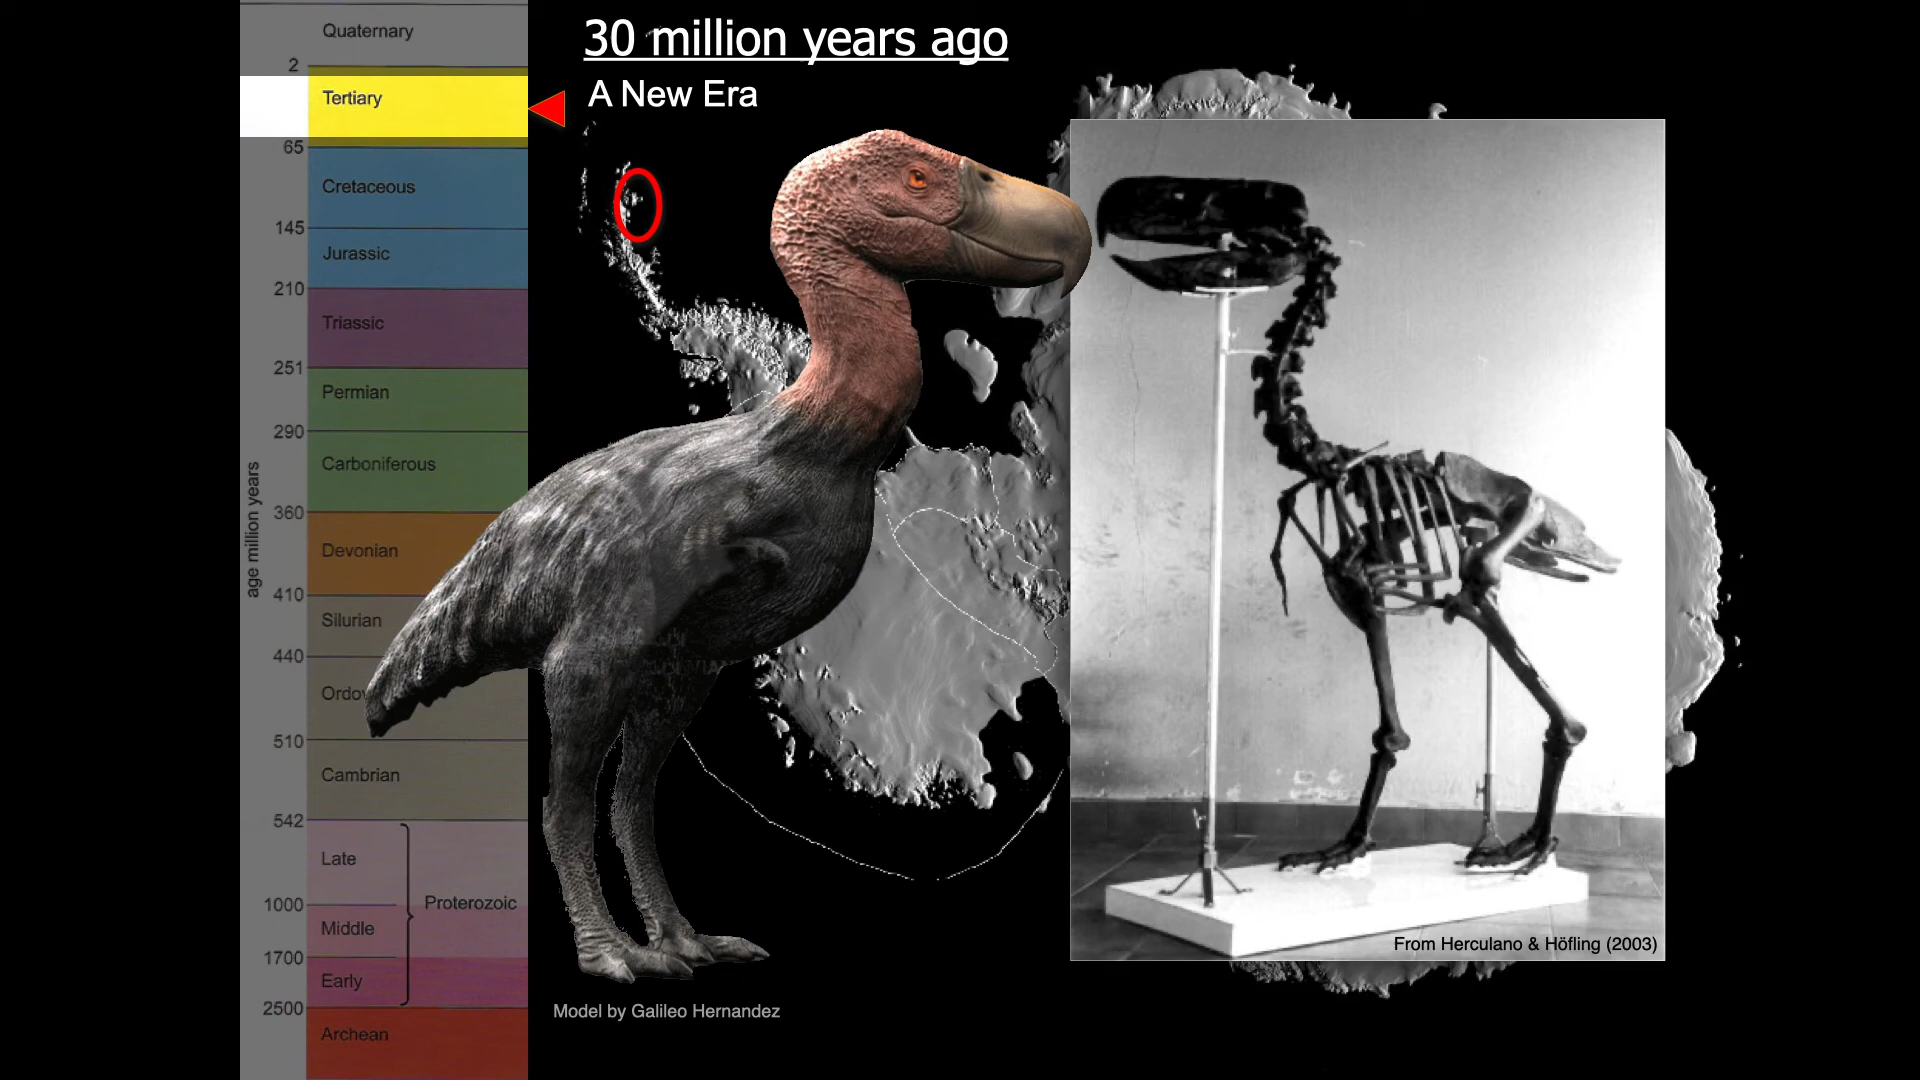 30 million years ago
A New Era
Quaternary
2
Tertiary
65
Cretaceous
145
Jurassic
210
Triassic
251
Permian
290
Carboniferous
360
Devonian
410
Silurian
440
Ordov
510
Cambrian
542
Late
1000
Proterozoic
Middle
1700
Early
2500
Archean
age million years
From Herculano & Höfling (2003)
Model by Galileo Hernandez